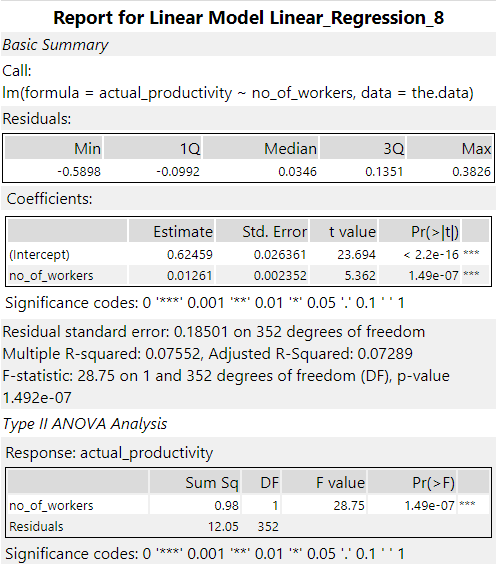 Report for Linear Model Linear_Regression_8
Basic Summary
Call:
lm(formula = actual_productivity ~ no_of_workers, data = the.data)
Residuals:
Min 1Q Median 3Q Max
-0.5898 -0.0992 0.0346 0.1351 0.3826
Coefficients:
Estimate Std. Error t value Pr(>|t|)
(Intercept) 0.62459 0.026361 23.694 < 2.2e-16 ***
no_of_workers 0.01261 0.002352 5.362 1.49e-07 ***
Significance codes: 0 '***' 0.001 '**' 0.01 '*' 0.05 '.' 0.1 ' ' 1
Residual standard error: 0.18501 on 352 degrees of freedom
Multiple R-squared: 0.07552, Adjusted R-Squared: 0.07289
F-statistic: 28.75 on 1 and 352 degrees of freedom (DF), p-value
1.492e-07
Type II ANOVA Analysis
Response: actual_productivity
Sum Sq DF F value Pr(>F)
no_of_workers 0.98 1 28.75 1.49e-07 ***
Residuals 12.05 352
Significance codes: 0 '***' 0.001 '**' 0.01 '*' 0.05 '.' 0.1 ' ' 1